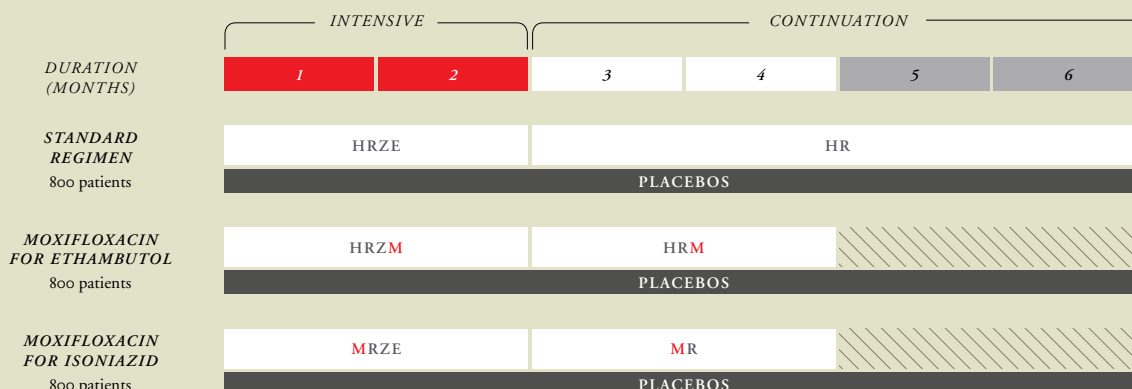 INTENSIVE CONTINUATION
DURATION
(MONTHS)
1 2 3 4 5 6
STANDARD
REGIMEN
800 patients
HRZE HR
PLACEBOS
MOXIFLOXACIN
FOR ETHAMBUTOL
800 patients
HRZM HRM
PLACEBOS
MOXIFLOXACIN
FOR ISONIAZID
800 patients
MRZE MR
PLACEBOS